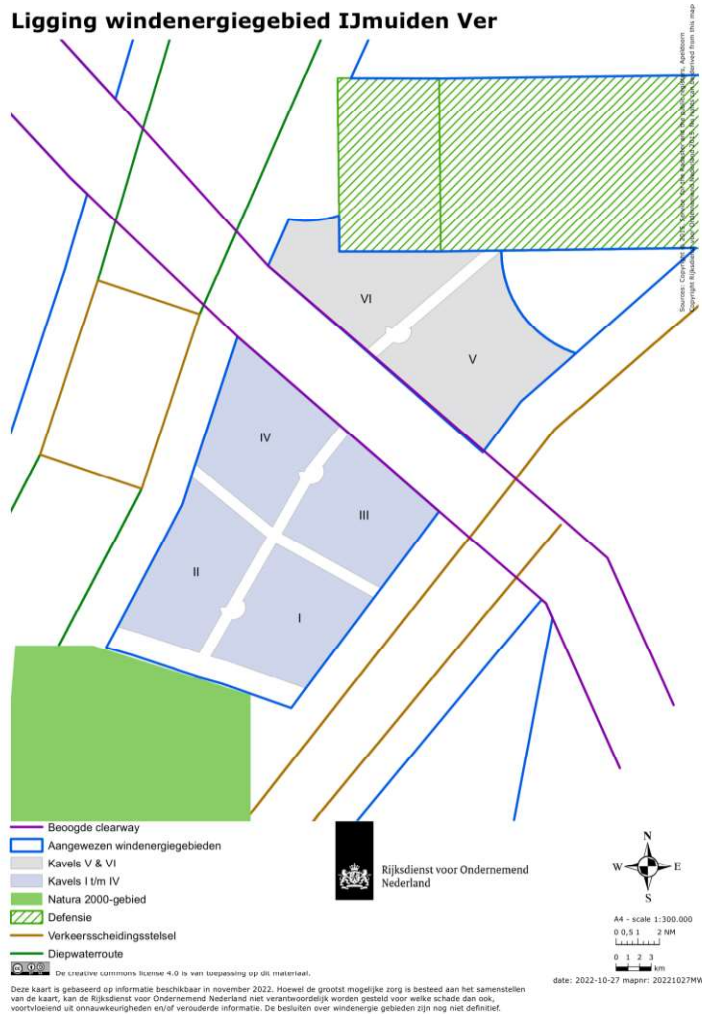 Ligging windenergiegebied IJmuiden Ver
VI
V
IV
III
II
I
Beoogde clearway
Aangewezen windenergiegebieden
Kavels V & VI
Kavels I t/m IV
Natura 2000-gebied
Defensie
Verkeersscheidingsstelsel
Diepwaterroute
Rijksdienst voor Ondernemend
Nederland
N
W E
S
A4 - scale 1:300.000
0 0,5 1 2 NM
0 1 2 3
km
date: 2022-10-27 mapnr: 20221027MW
De creative commons license 4.0 is van toepassing op dit materiaal.
Deze kaart is gebaseerd op informatie beschikbaar in november 2022. Hoewel de grootst mogelijke zorg is besteed aan het samenstellen
van de kaart, kan de Rijksdienst voor Ondernemend Nederland niet verantwoordelijk worden gesteld voor welke schade dan ook,
voortvloeiend uit onnauwkeurigheden en/of verouderde informatie. De besluiten over windenergie gebieden zijn nog niet definitief.